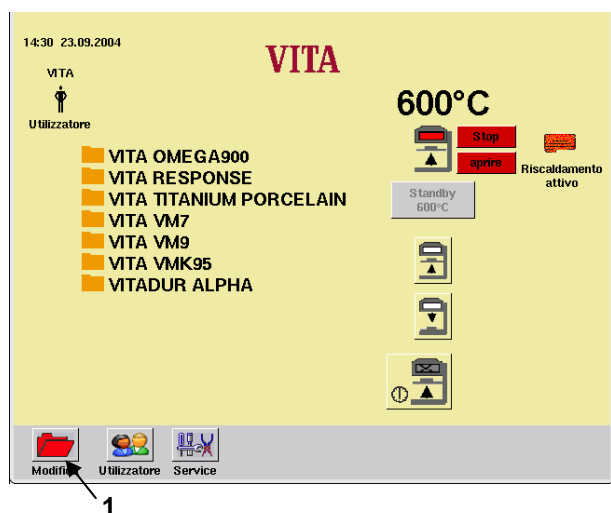 14:30 23.09.2004
VITA
VITA
Utilizzatore
600°C
Stop
aprire
Riscaldamento
attivo
Standby
600°C
VITA OMEGA900
VITA RESPONSE
VITA TITANIUM PORCELAIN
VITA VM7
VITA VM9
VITA VMK95
VITADUR ALPHA
Utilizzatore
Service
1